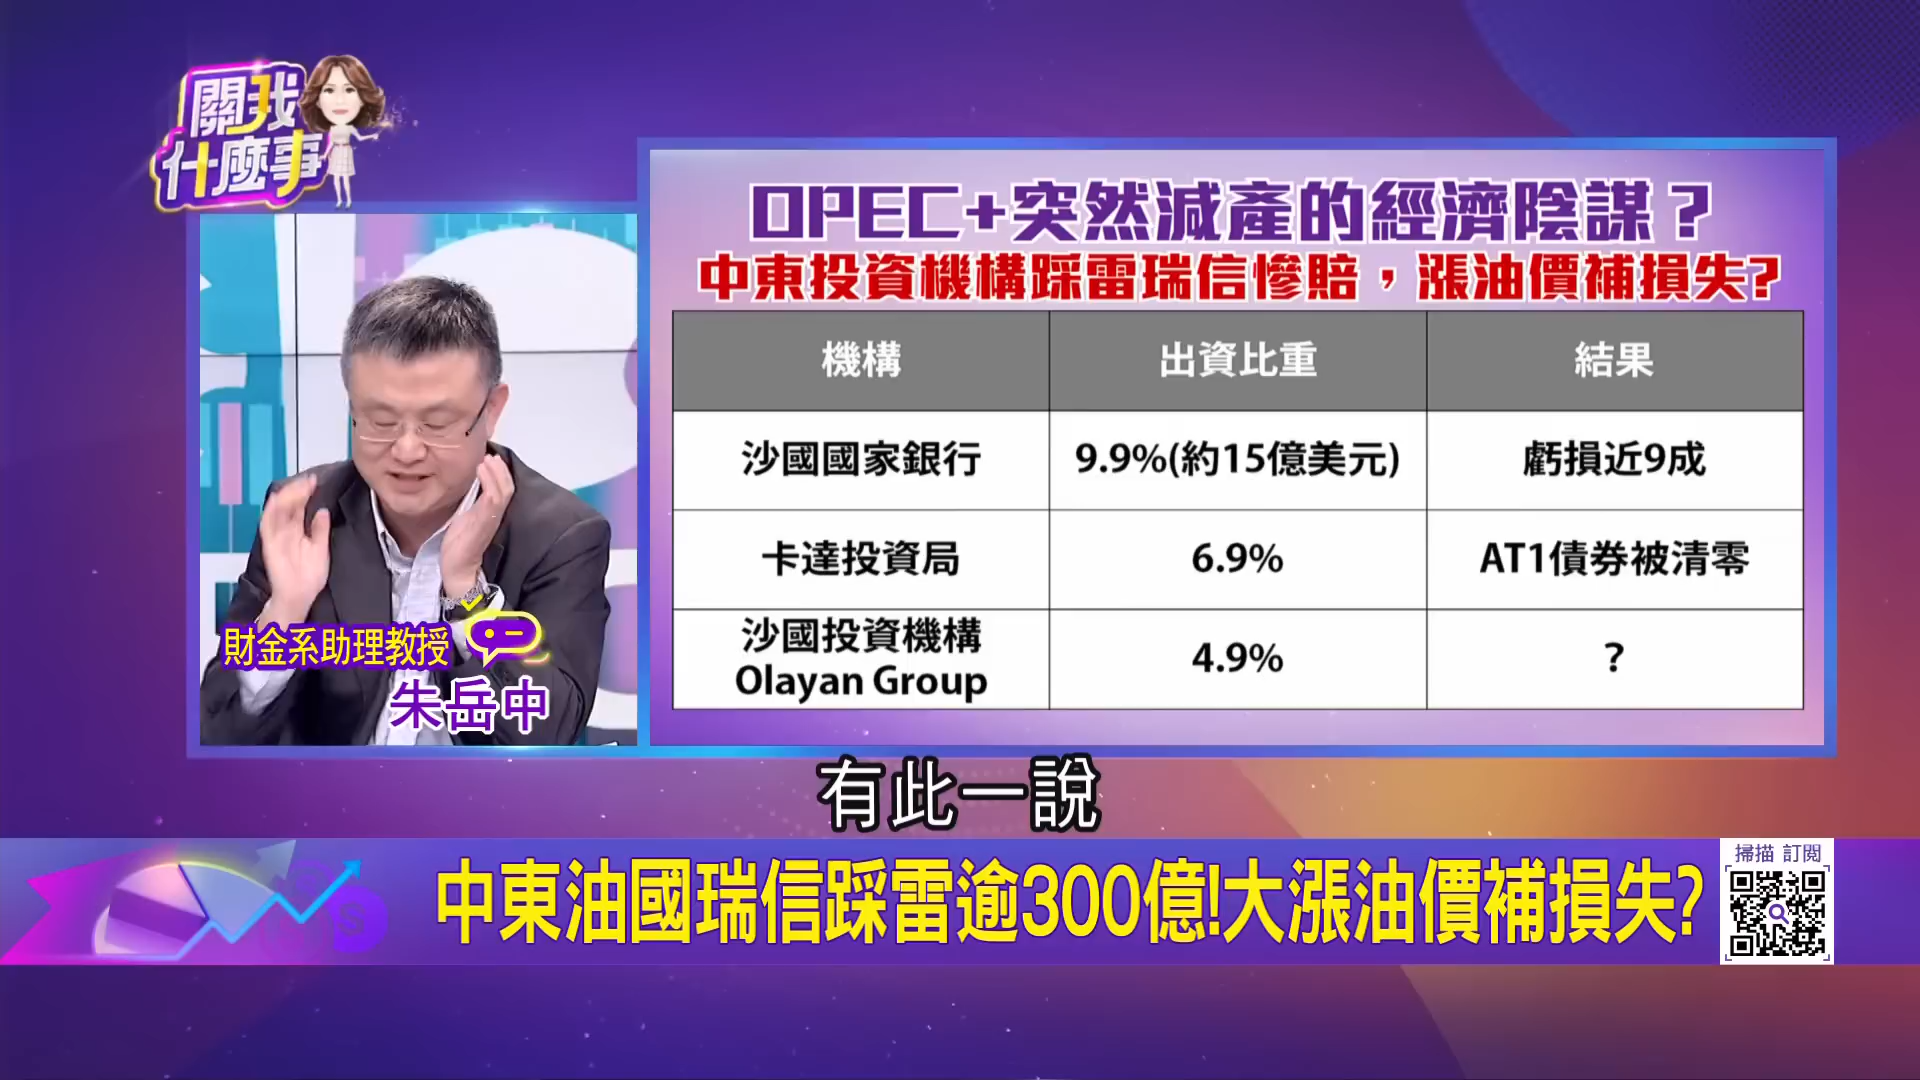 關我
什麼事
OPEC+突然減產的經濟陰謀？
中東投資機構踩雷瑞信慘賠，漲油價補損失?
機構 出資比重 結果
沙國國家銀行 9.9%(約15億美元) 虧損近9成
卡達投資局 6.9% AT1債券被清零
沙國投資機構
Olayan Group 4.9% ?
財金系助理教授
朱岳中
有此一說
中東油國瑞信踩雷逾300億!大漲油價補損失?
掃描 訂閱